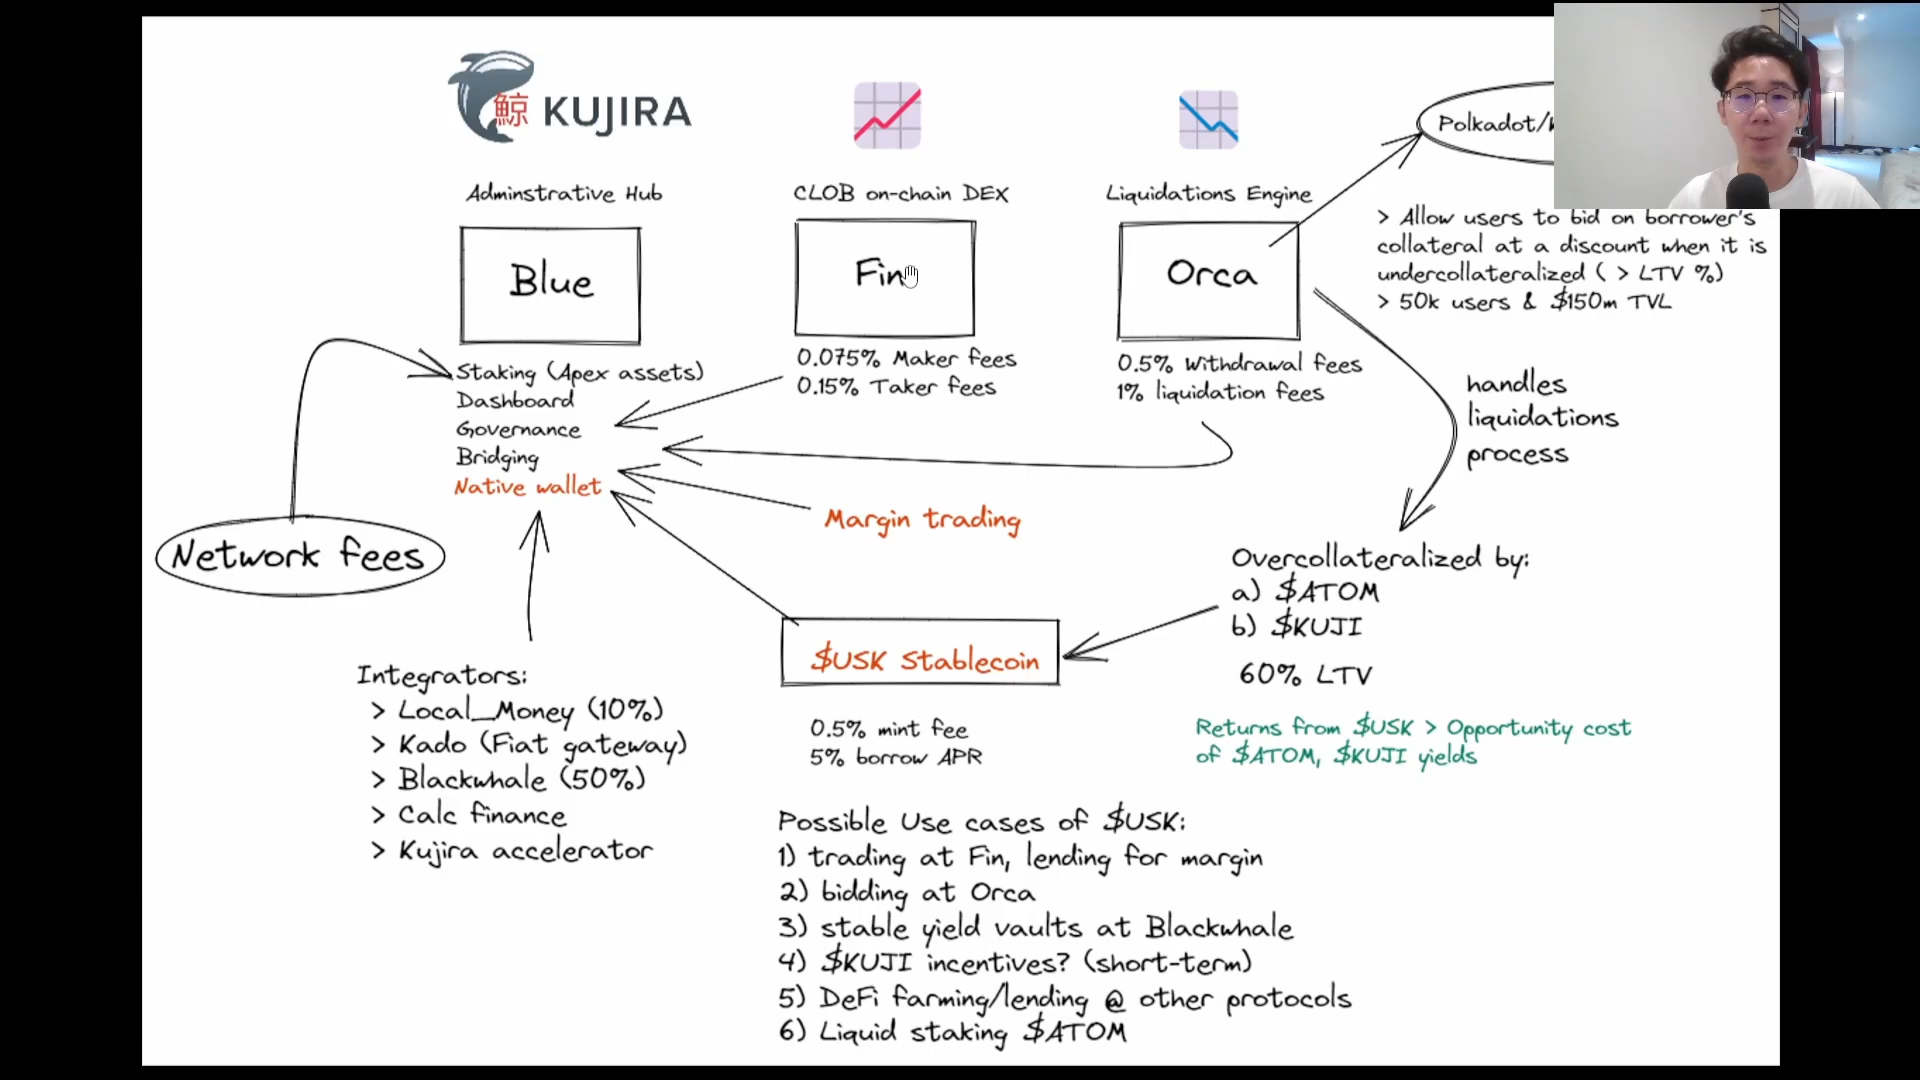 鯨 KUJIRA
Adminstrative Hub
Blue
Staking (Apex assets)
Dashboard
Governance
Bridging
Native wallet
CLOB on-chain DEX
Fin
0.075% Maker fees
0.15% Taker fees
Liquidations Engine
Orca
0.5% Withdrawal fees
1% liquidation fees
Polkadot/
> Allow users to bid on borrower's
collateral at a discount when it is
undercollateralized ( > LTV %)
> 50k users & $150m TVL
handles
liquidations
process
Network fees
Margin trading
Overcollateralized by:
a) $ATOM
b) $KUJI
60% LTV
Returns from $USK > Opportunity cost
of $ATOM, $KUJI yields
$USK Stablecoin
0.5% mint fee
5% borrow APR
Integrators:
> Local_Money (10%)
> Kado (Fiat gateway)
> Blackwhale (50%)
> Calc finance
> Kujira accelerator
Possible Use cases of $USK:
1) trading at Fin, lending for margin
2) bidding at Orca
3) stable yield vaults at Blackwhale
4) $KUJI incentives? (short-term)
5) DeFi farming/lending @ other protocols
6) Liquid staking $ATOM